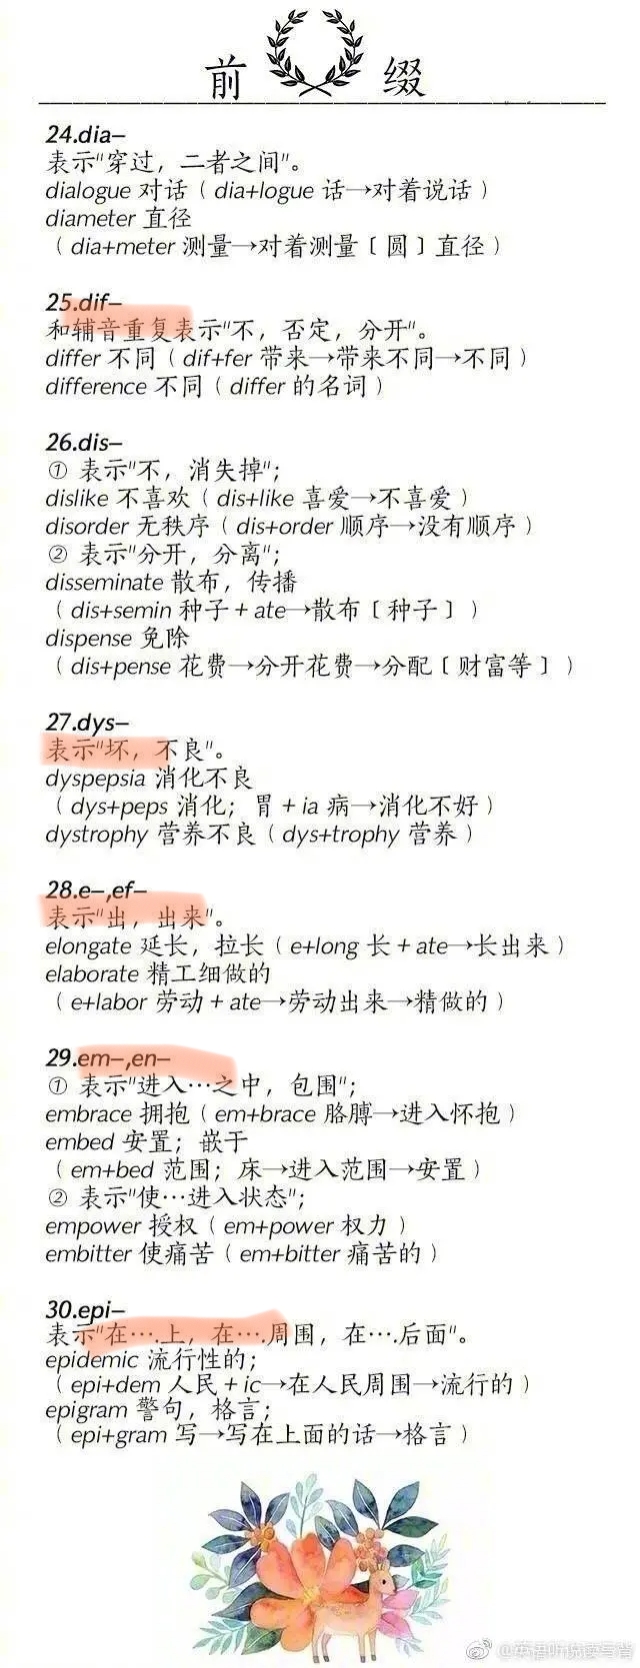 前 缀
24.dia-
表示"穿过，二者之间"。
dialogue 对话（dia+logue 话→对着说话）
diameter 直径
（dia+meter 测量→对着测量〔圆〕直径）
25.dif-
和辅音重复表示"不，否定，分开"。
differ 不同（dif+fer 带来→带来不同→不同）
difference 不同（differ 的名词）
26.dis-
① 表示"不，消失掉"；
dislike 不喜欢（dis+like 喜爱→不喜爱）
disorder 无秩序（dis+order 顺序→没有顺序）
② 表示"分开，分离"；
disseminate 散布，传播
（dis+semin 种子+ate→散布〔种子〕）
dispense 免除
（dis+pense 花费→分开花费→分配〔财富等〕）
27.dys-
表示"坏，不良"。
dyspepsia 消化不良
（dys+peps 消化；胃+ia 病→消化不好）
dystrophy 营养不良（dys+trophy 营养）
28.e-,ef-
表示"出，出来"。
elongate 延长，拉长（e+long 长+ate→长出来）
elaborate 精工细做的
（e+labor 劳动+ate→劳动出来→精做的）
29.em-,en-
① 表示"进入…之中，包围"；
embrace 拥抱（em+brace 胳膊→进入怀抱）
embed 安置；嵌于
（em+bed 范围；床→进入范围→安置）
② 表示"使…进入状态"；
empower 授权（em+power 权力）
embitter 使痛苦（em+bitter 痛苦的）
30.epi-
表示"在….上，在….周围，在….后面"。
epidemic 流行性的；
（epi+dem 人民+ic→在人民周围→流行的）
epigram 警句，格言；
（epi+gram 写→写在上面的话→格言）
@英语听说读写背